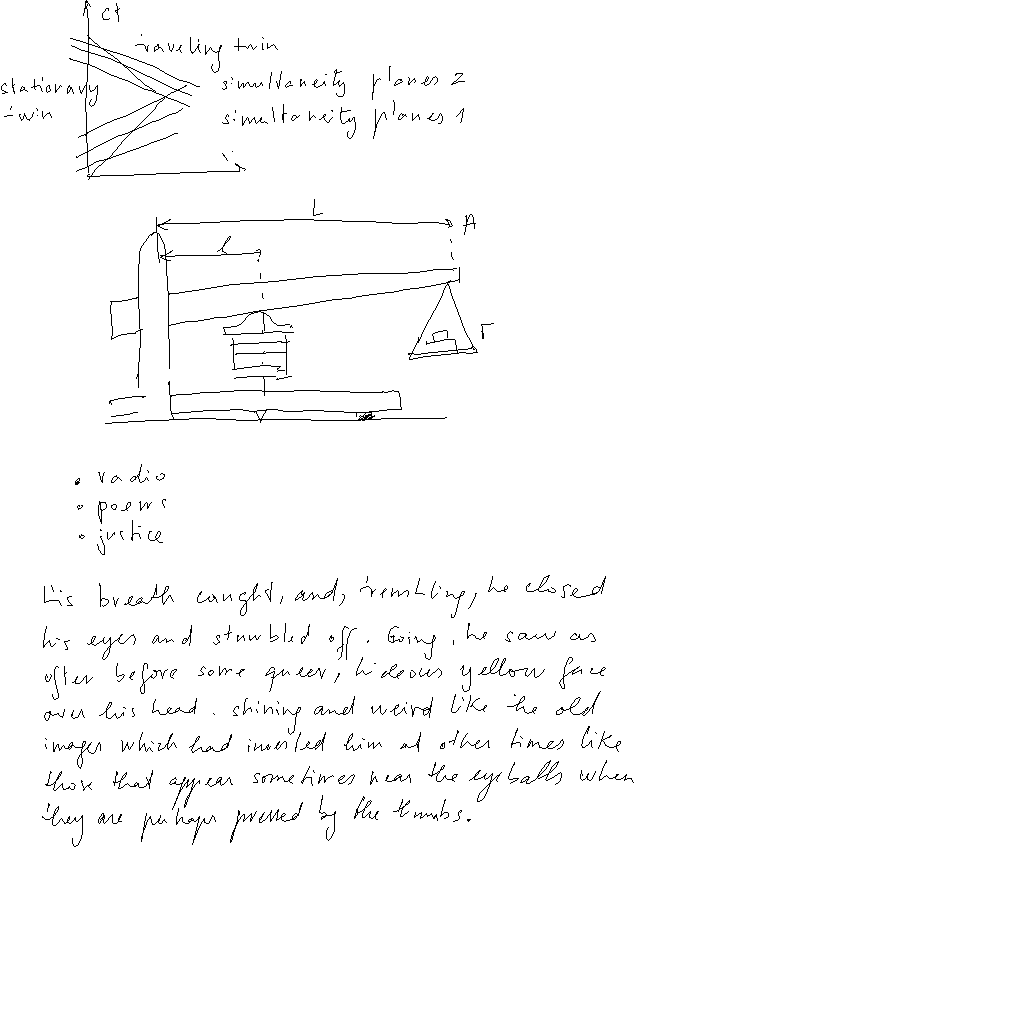 ct
traveling twin
stationary
twin
simultaneity planes 2
simultaneity planes 1
L
A
l
F
• radio
• poems
• justice
His breath caught, and, trembling, he closed
his eyes and stumbled off. Going, he saw as
often before some queer, hideous yellow face
over his head. shining and weird like the old
images which had invested him at other times like
those that appear sometimes near the eyeballs when
they are perhaps pressed by the thumbs.